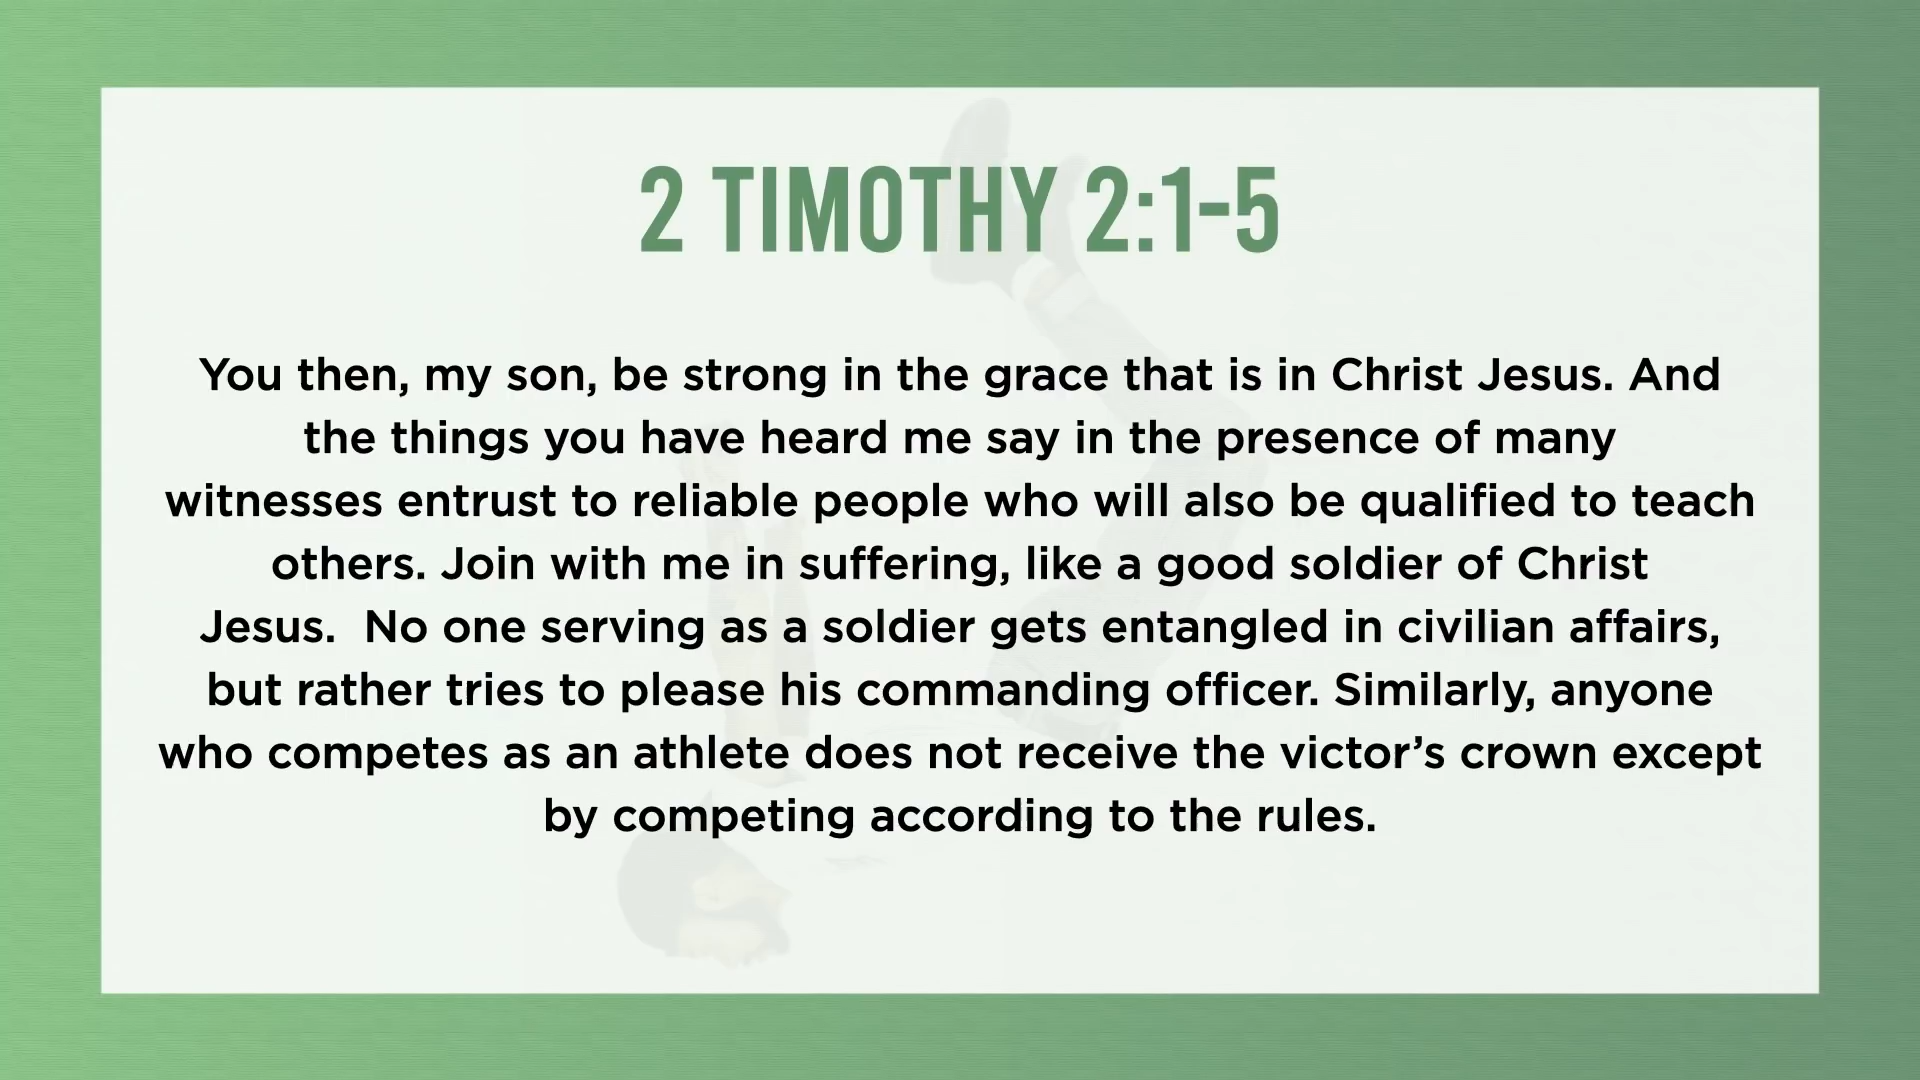 2 TIMOTHY 2:1-5
You then, my son, be strong in the grace that is in Christ Jesus. And
the things you have heard me say in the presence of many
witnesses entrust to reliable people who will also be qualified to teach
others. Join with me in suffering, like a good soldier of Christ
Jesus.  No one serving as a soldier gets entangled in civilian affairs,
but rather tries to please his commanding officer. Similarly, anyone
who competes as an athlete does not receive the victor’s crown except
by competing according to the rules.